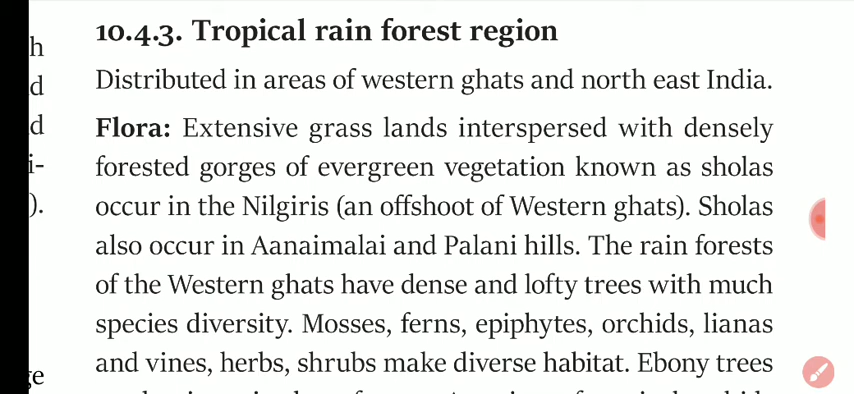 10.4.3. Tropical rain forest region
h
Distributed in areas of western ghats and north east India.
d
Flora: Extensive grass lands interspersed with densely
d
forested gorges of evergreen vegetation known as sholas
i-
occur in the Nilgiris (an offshoot of Western ghats). Sholas
).
also occur in Aanaimalai and Palani hills. The rain forests
of the Western ghats have dense and lofty trees with much
species diversity. Mosses, ferns, epiphytes, orchids, lianas
and vines, herbs, shrubs make diverse habitat. Ebony trees
ge